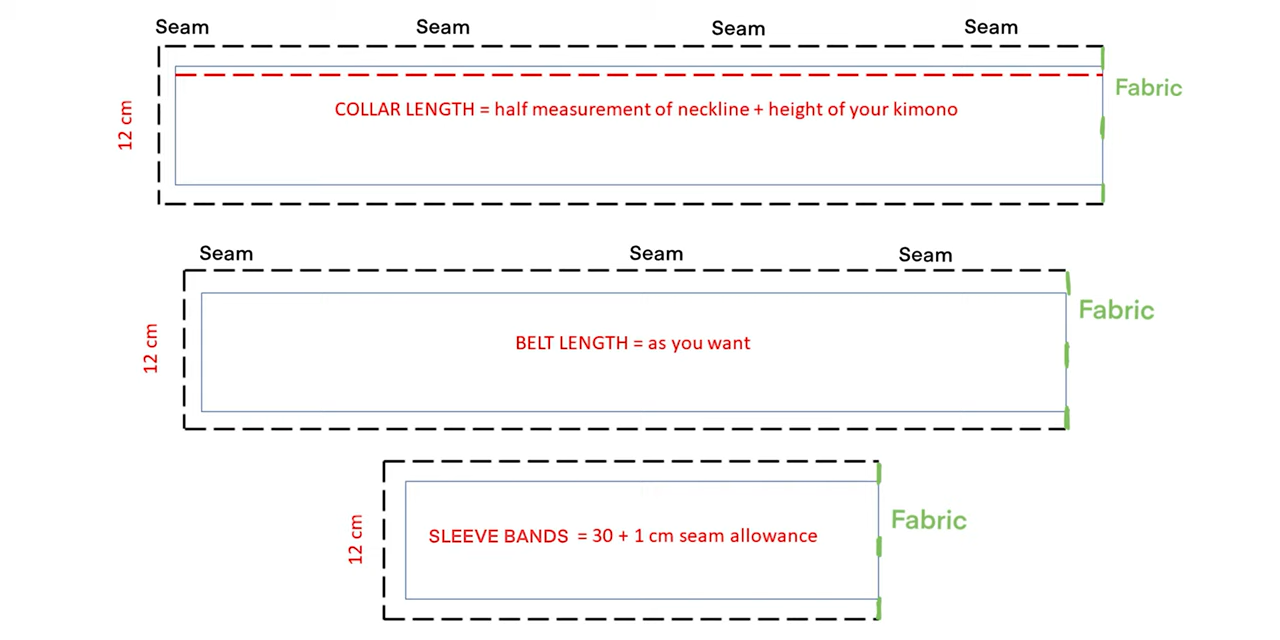 Seam Seam Seam Seam
Fabric
12 cm
COLLAR LENGTH = half measurement of neckline + height of your kimono
Seam Seam Seam
Fabric
12 cm
BELT LENGTH = as you want
Fabric
12 cm
SLEEVE BANDS = 30 + 1 cm seam allowance